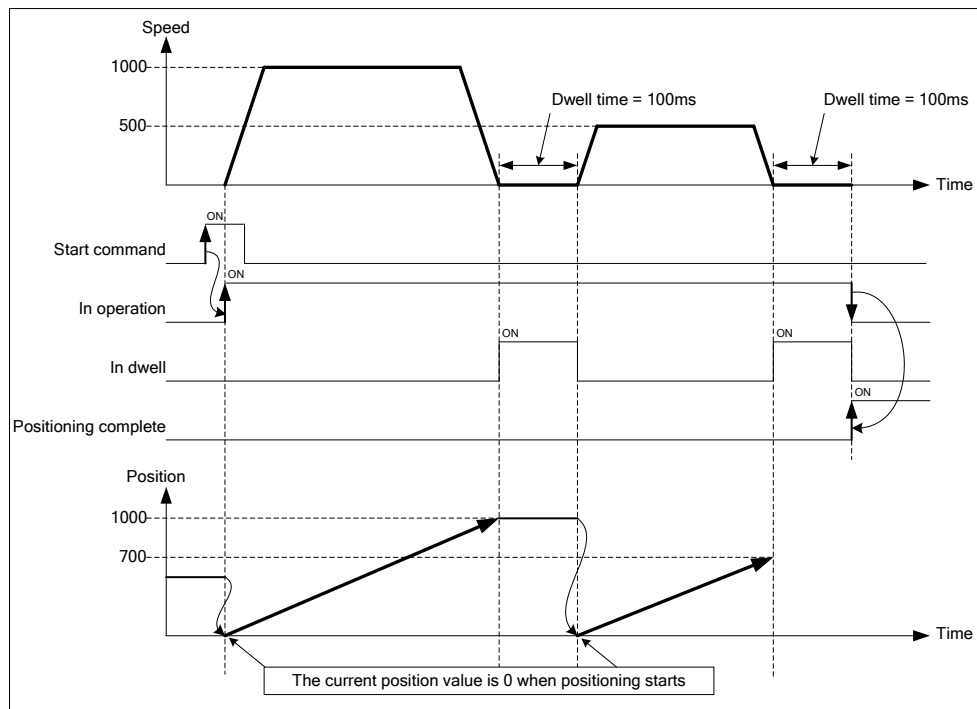 Speed
1000
500
Dwell time = 100ms
Dwell time = 100ms
Time
ON
Start command
ON
In operation
ON
ON
In dwell
ON
Positioning complete
Position
1000
700
Time
The current position value is 0 when positioning starts